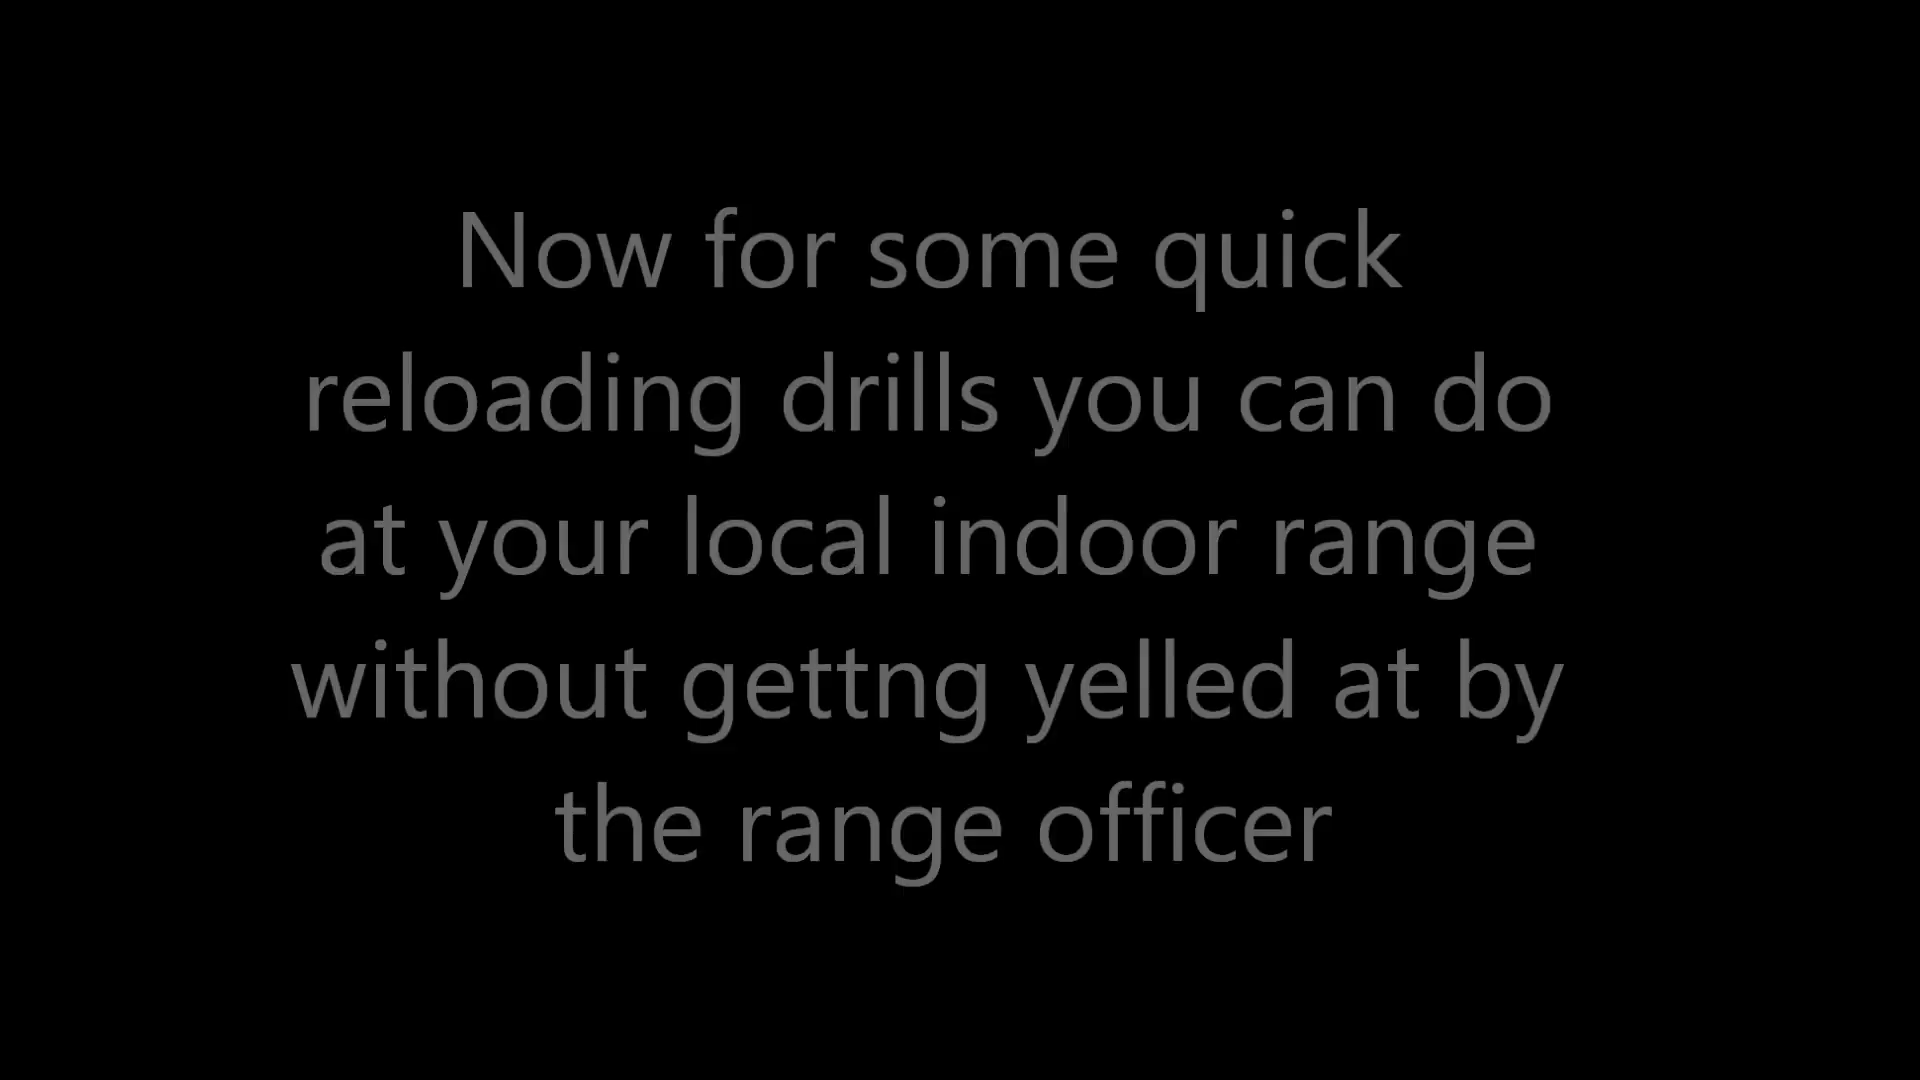 Now for some quick
reloading drills you can do
at your local indoor range
without gettng yelled at by
the range officer